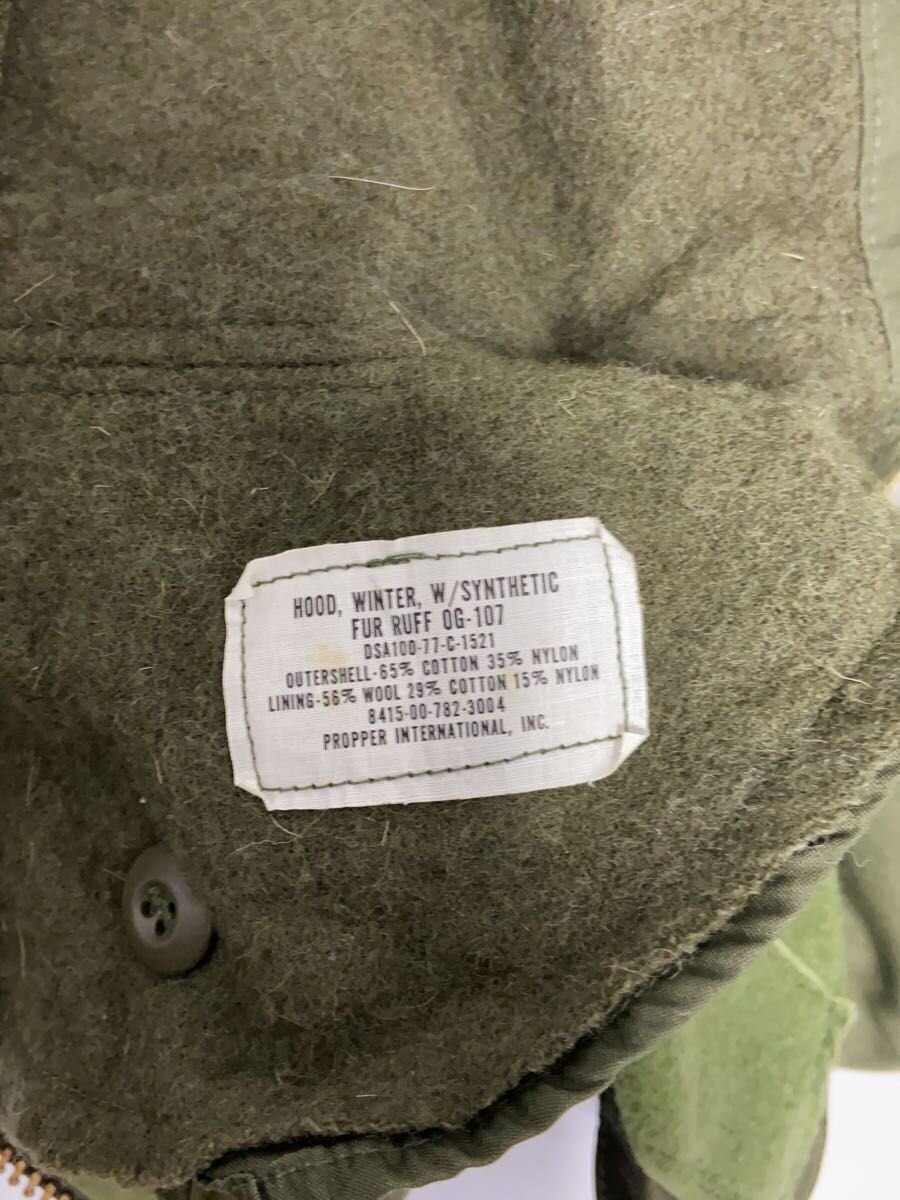 HOOD, WINTER, W/SYNTHETIC
FUR RUFF OG-107
DSA100-77-C-1521
OUTERSHELL-65% COTTON 35% NYLON
LINING-56% WOOL 29% COTTON 15% NYLON
8415-00-782-3004
PROPPER INTERNATIONAL, INC.